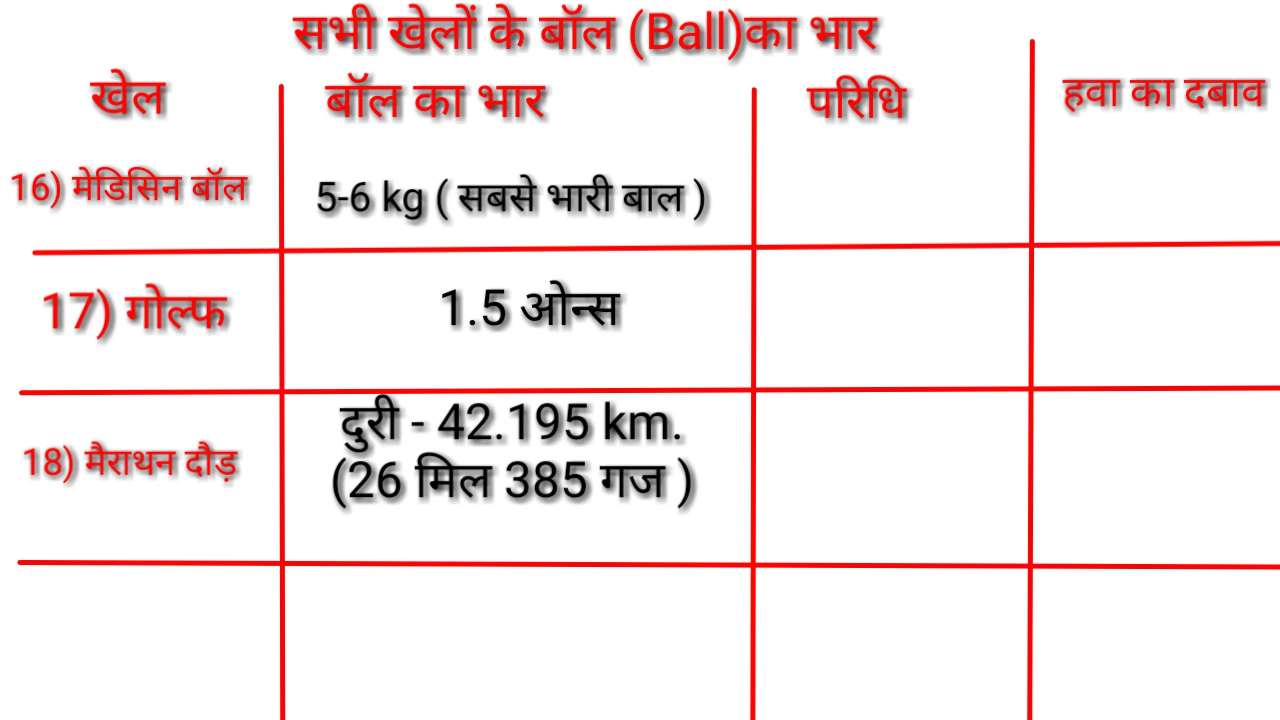 सभी खेलों के बॉल (Ball)का भार
खेल
बॉल का भार
परिधि
हवा का दबाव
16) मेडिसिन बॉल
5-6 kg ( सबसे भारी बाल )
17) गोल्फ
1.5 ओन्स
18) मैराथन दौड़
दुरी - 42.195 km.
(26 मिल 385 गज )